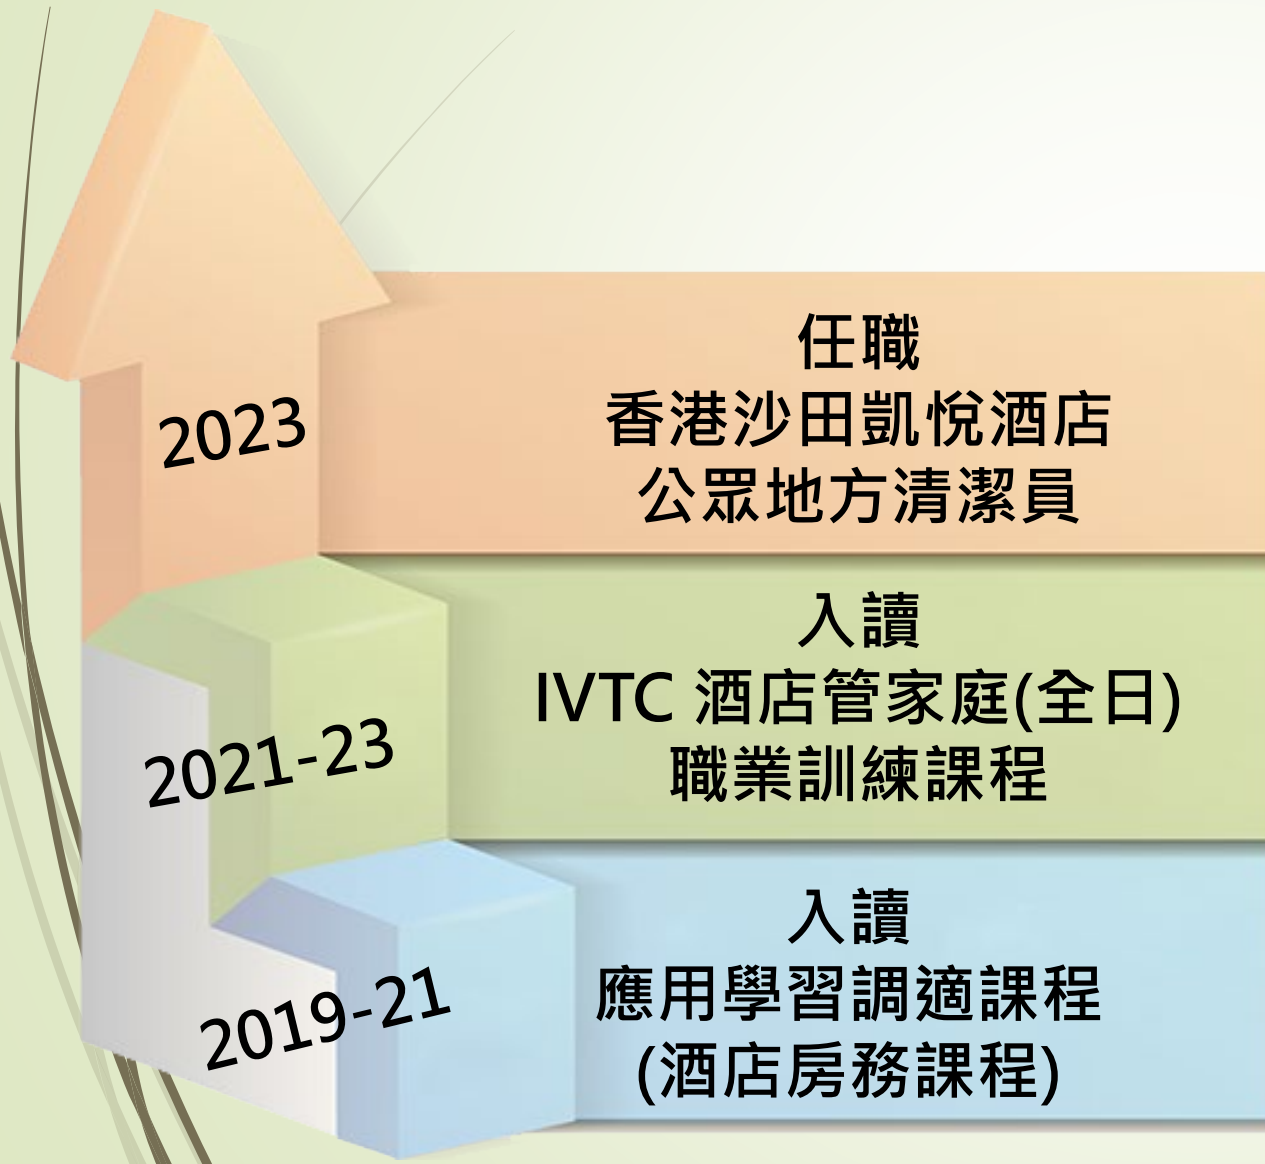 2023
任職
香港沙田凱悅酒店
公眾地方清潔員
2021-23
入讀
IVTC 酒店管家庭(全日)
職業訓練課程
2019-21
入讀
應用學習調適課程
(酒店房務課程)